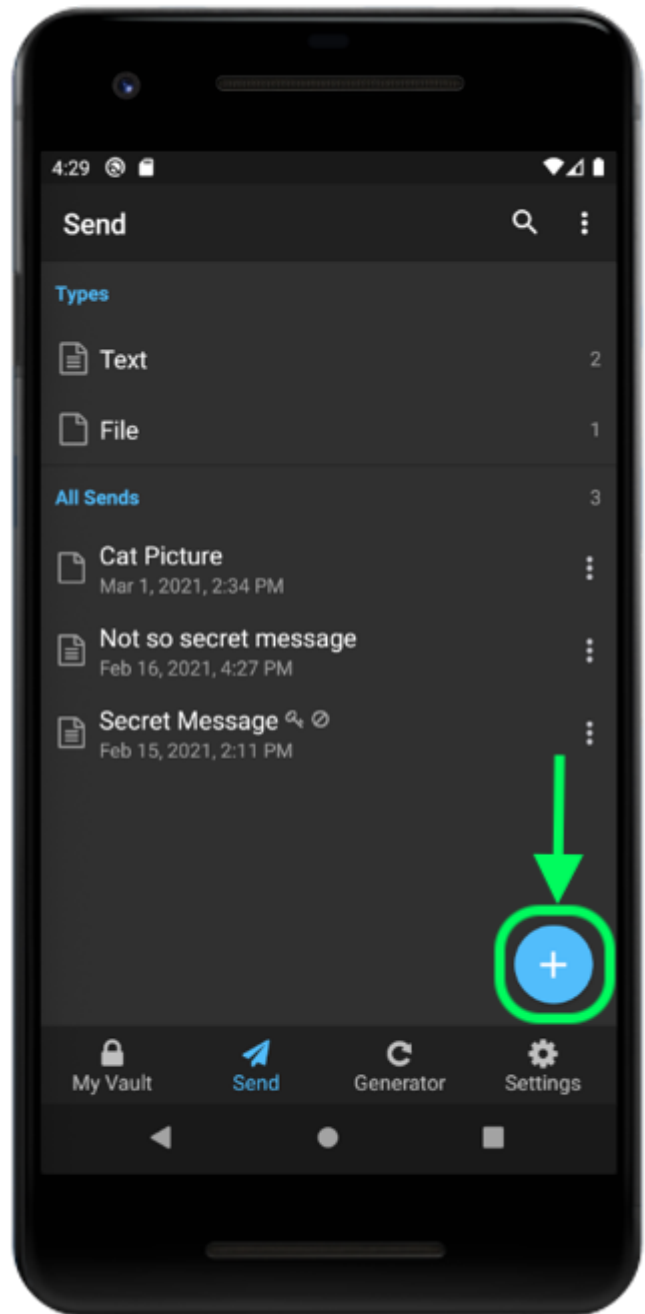 4:29
Send
Types
Text 2
File 1
All Sends 3
Cat Picture
Mar 1, 2021, 2:34 PM
Not so secret message
Feb 16, 2021, 4:27 PM
Secret Message
Feb 15, 2021, 2:11 PM
+
My Vault Send Generator Settings